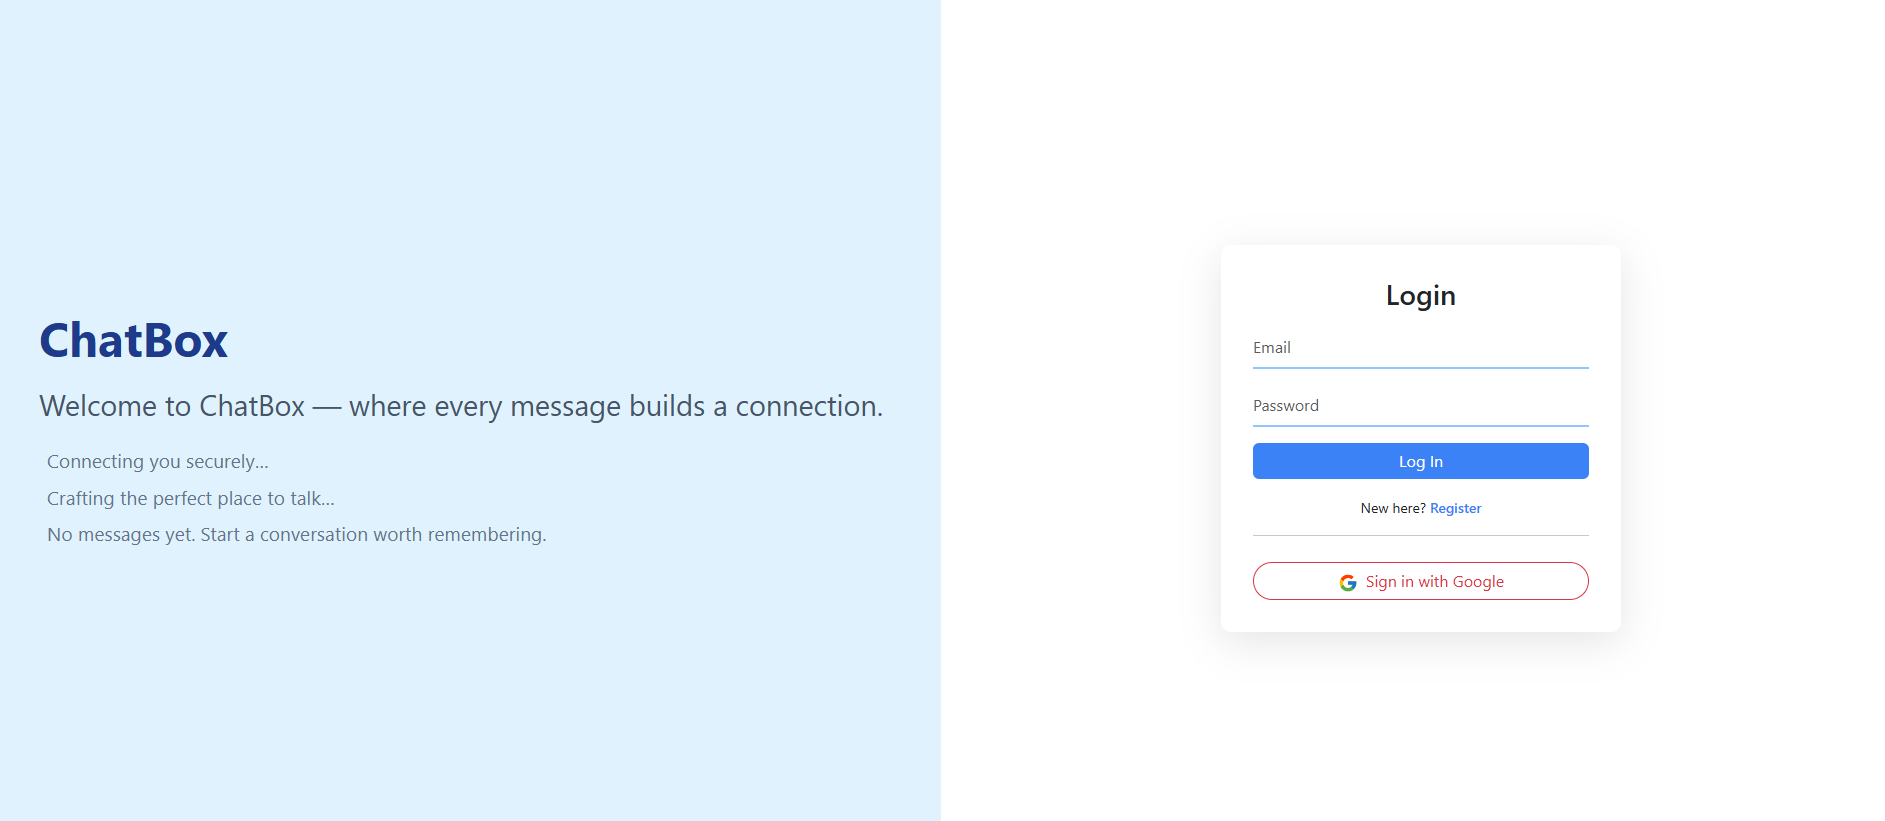 ChatBox
Welcome to ChatBox — where every message builds a connection.
Connecting you securely...
Crafting the perfect place to talk...
No messages yet. Start a conversation worth remembering.
Login
Email
Password
Log In
New here? Register
Sign in with Google